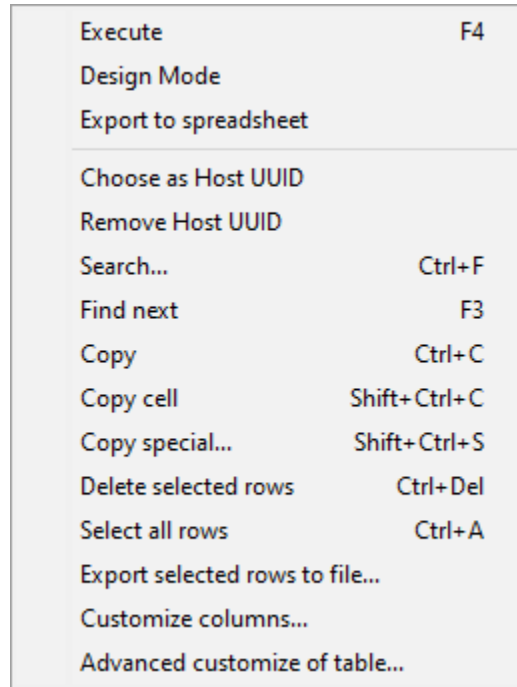 Execute F4
Design Mode
Export to spreadsheet
Choose as Host UUID
Remove Host UUID
Search... Ctrl+F
Find next F3
Copy Ctrl+C
Copy cell Shift+Ctrl+C
Copy special... Shift+Ctrl+S
Delete selected rows Ctrl+Del
Select all rows Ctrl+A
Export selected rows to file...
Customize columns...
Advanced customize of table...